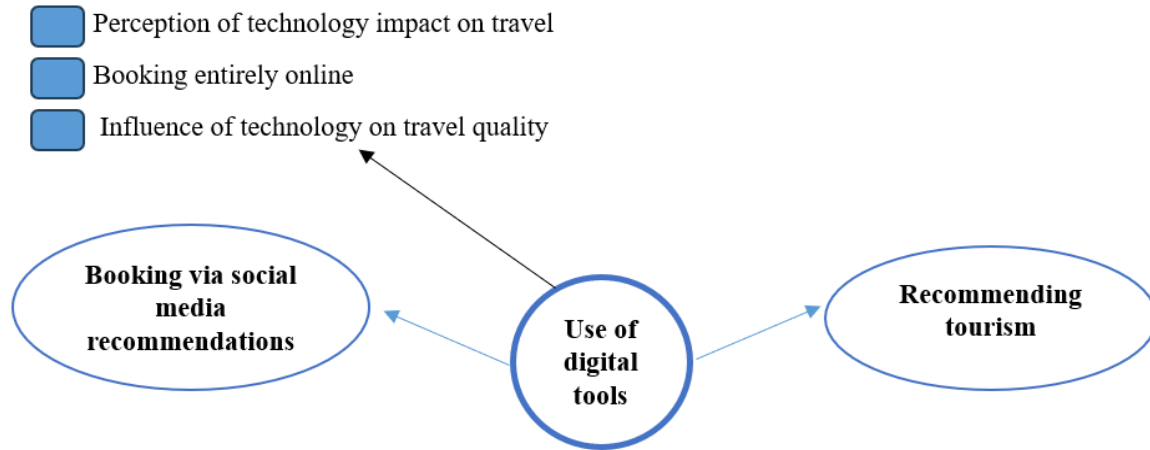 Perception of technology impact on travel
Booking entirely online
Influence of technology on travel quality
Booking via social
media
recommendations
Use of
digital
tools
Recommending
tourism